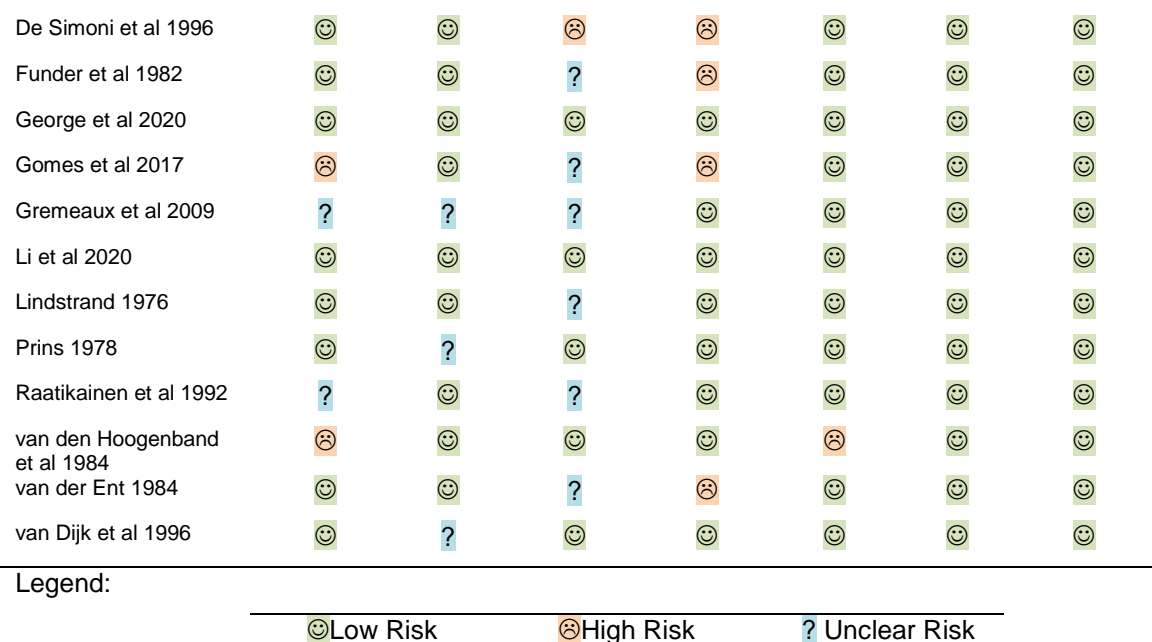 De Simoni et al 1996 ☺ ☺ ☹ ☹ ☺ ☺ ☺
Funder et al 1982 ☺ ☺ ? ☹ ☺ ☺ ☺
George et al 2020 ☺ ☺ ☺ ☺ ☺ ☺ ☺
Gomes et al 2017 ☹ ☺ ? ☹ ☺ ☺ ☺
Gremeaux et al 2009 ? ? ? ☺ ☺ ☺ ☺
Li et al 2020 ☺ ☺ ☺ ☺ ☺ ☺ ☺
Lindstrand 1976 ☺ ☺ ? ☺ ☺ ☺ ☺
Prins 1978 ☺ ? ☺ ☺ ☺ ☺ ☺
Raatikainen et al 1992 ? ☺ ? ☺ ☺ ☺ ☺
van den Hoogenband ☹ ☺ ☺ ☺ ☹ ☺ ☺
et al 1984
van der Ent 1984 ☺ ☺ ? ☹ ☺ ☺ ☺
van Dijk et al 1996 ☺ ? ☺ ☺ ☺ ☺ ☺
Legend:
☺Low Risk ☹High Risk ? Unclear Risk